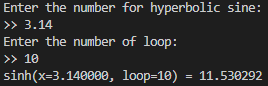 Enter the number for hyperbolic sine:
>> 3.14
Enter the number of loop:
>> 10
sinh(x=3.140000, loop=10) = 11.530292